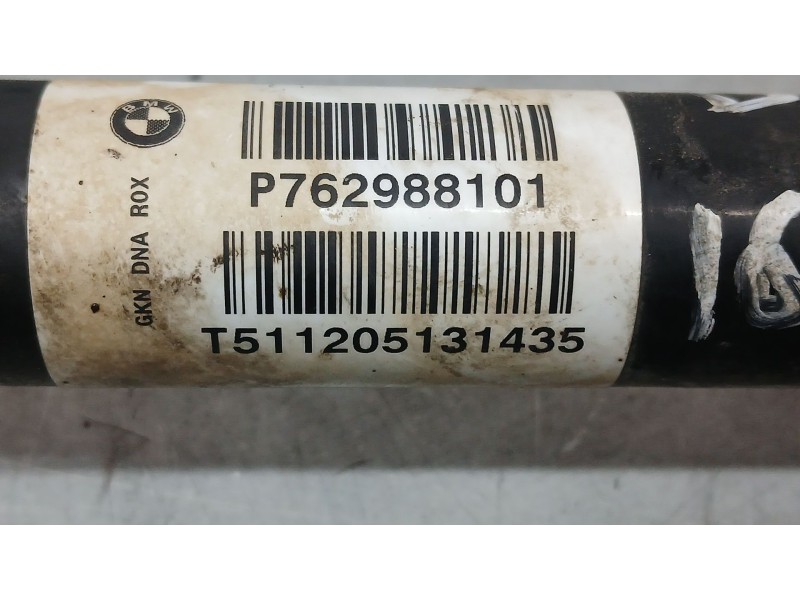 BMW
P762988101
GKN DNA ROX
T511205131435